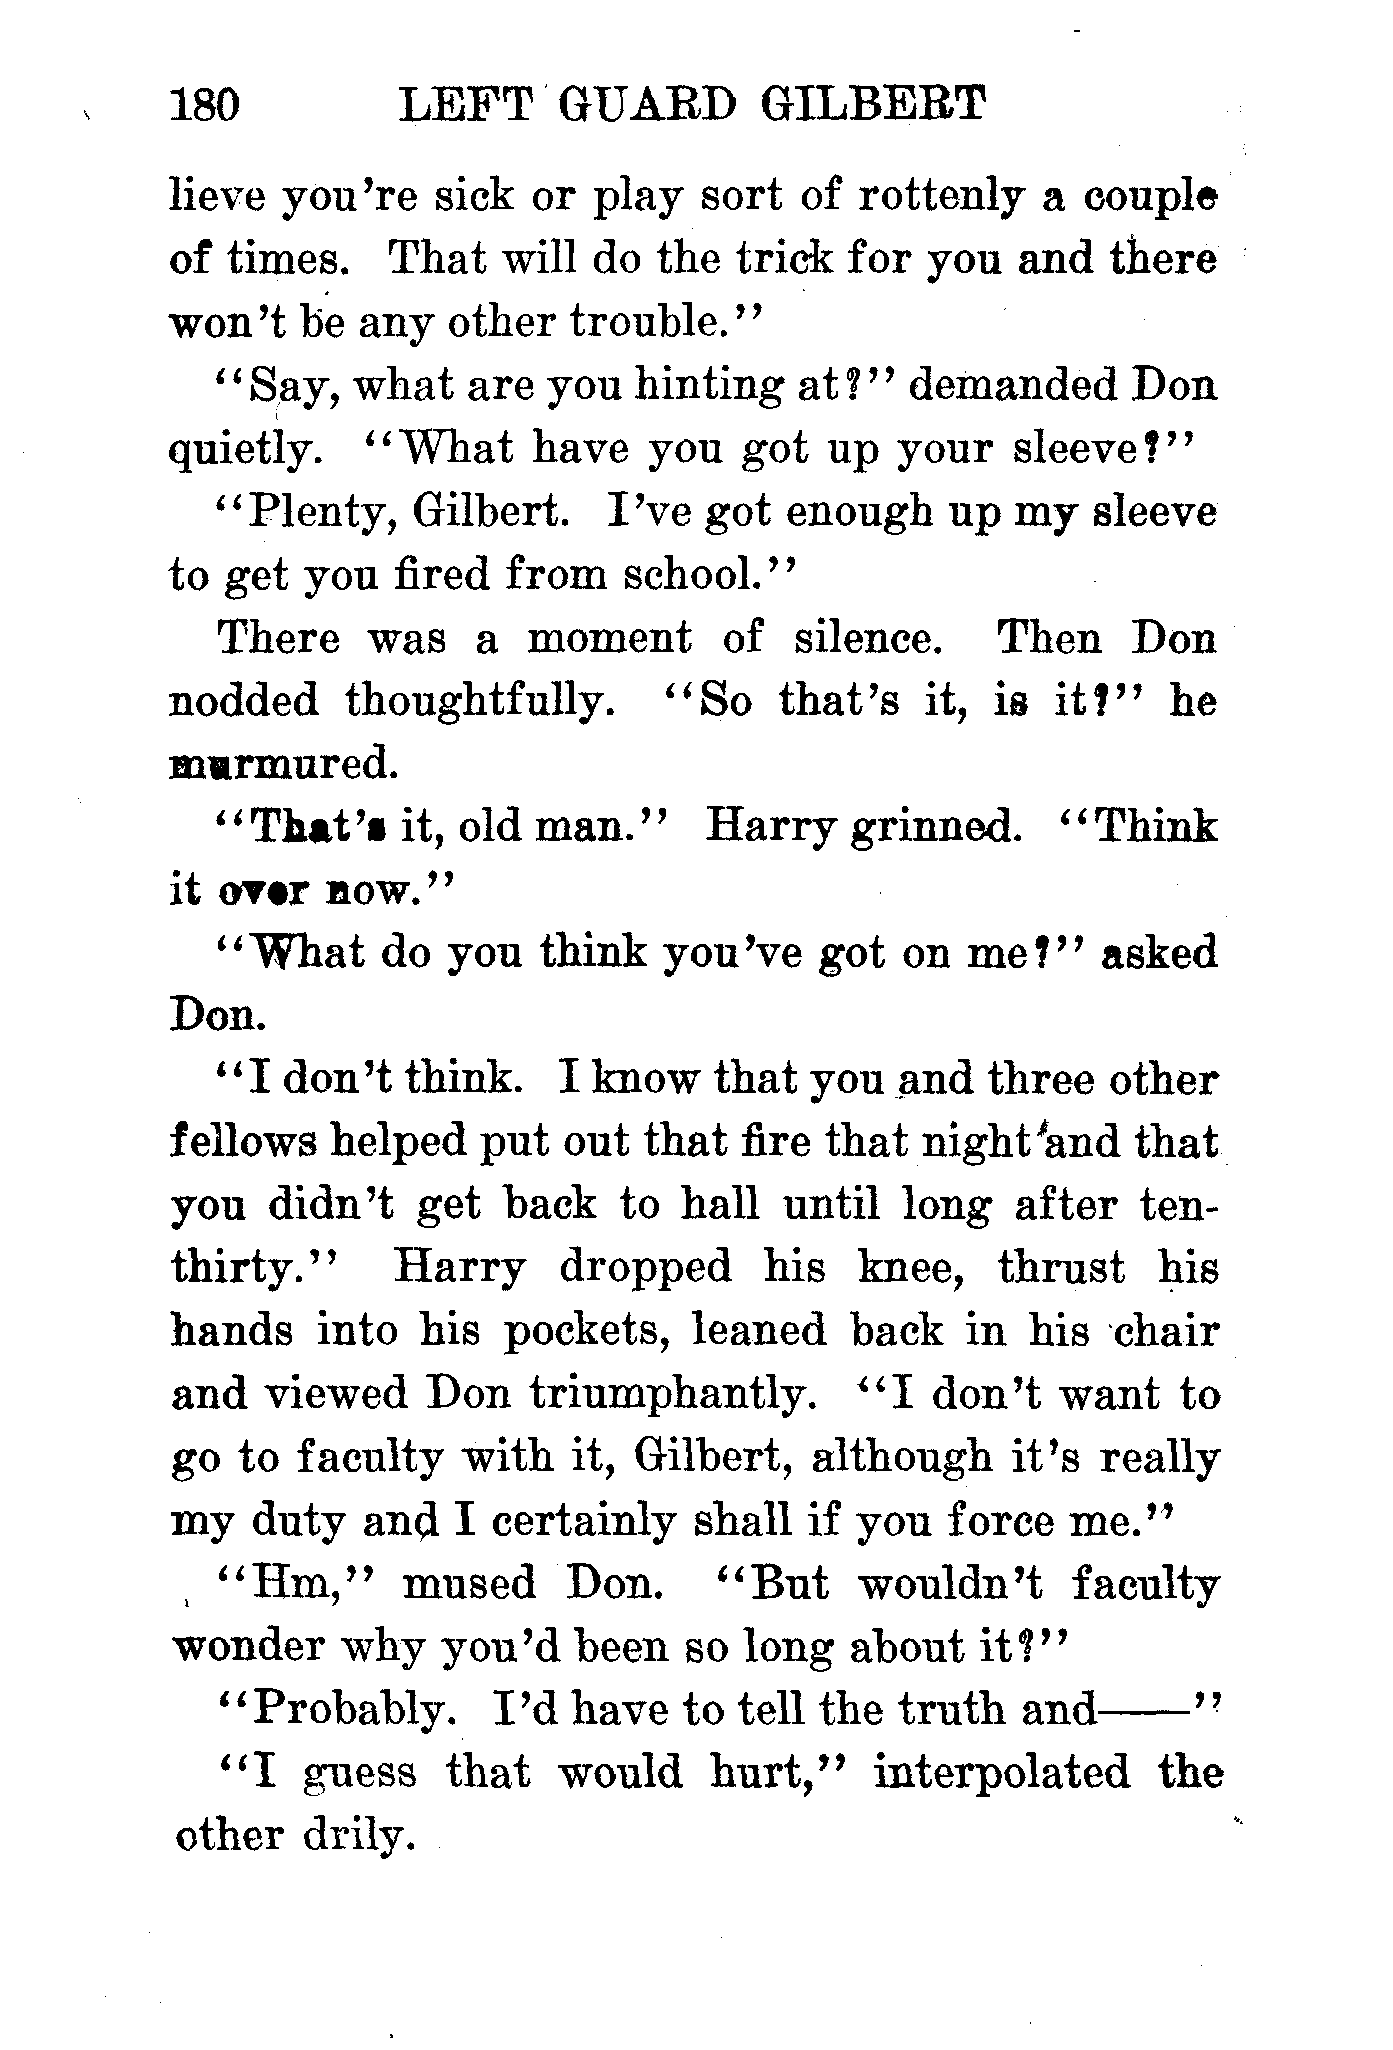 180 LEFT GUARD GILBERT
lieve you're sick or play sort of rottenly a couple
of times. That will do the trick for you and there
won't be any other trouble."
"Say, what are you hinting at?" demanded Don
quietly. "What have you got up your sleeve?"
"Plenty, Gilbert. I've got enough up my sleeve
to get you fired from school."
There was a moment of silence. Then Don
nodded thoughtfully. "So that's it, is it?" he
murmured.
"That's it, old man." Harry grinned. "Think
it over now."
"What do you think you've got on me?" asked
Don.
"I don't think. I know that you and three other
fellows helped put out that fire that night and that
you didn't get back to hall until long after ten-
thirty." Harry dropped his knee, thrust his
hands into his pockets, leaned back in his chair
and viewed Don triumphantly. "I don't want to
go to faculty with it, Gilbert, although it's really
my duty and I certainly shall if you force me."
"Hm," mused Don. "But wouldn't faculty
wonder why you'd been so long about it?"
"Probably. I'd have to tell the truth and——"
"I guess that would hurt," interpolated the
other drily.